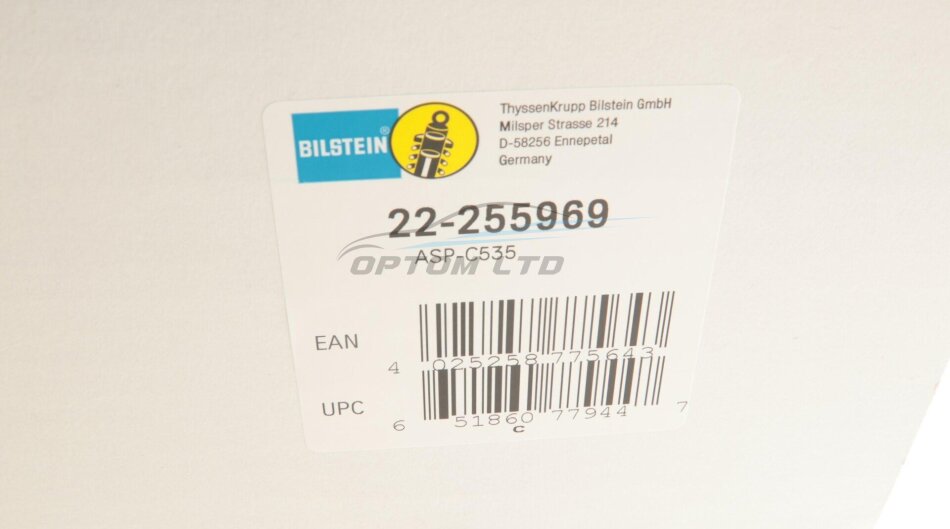 BILSTEIN®
ThyssenKrupp Bilstein GmbH
Milsper Strasse 214
D-58256 Ennepetal
Germany
22-255969
ASP-C535
OPTOM LTD
EAN
4 025258 775643
UPC
6 51860 77944 7
c